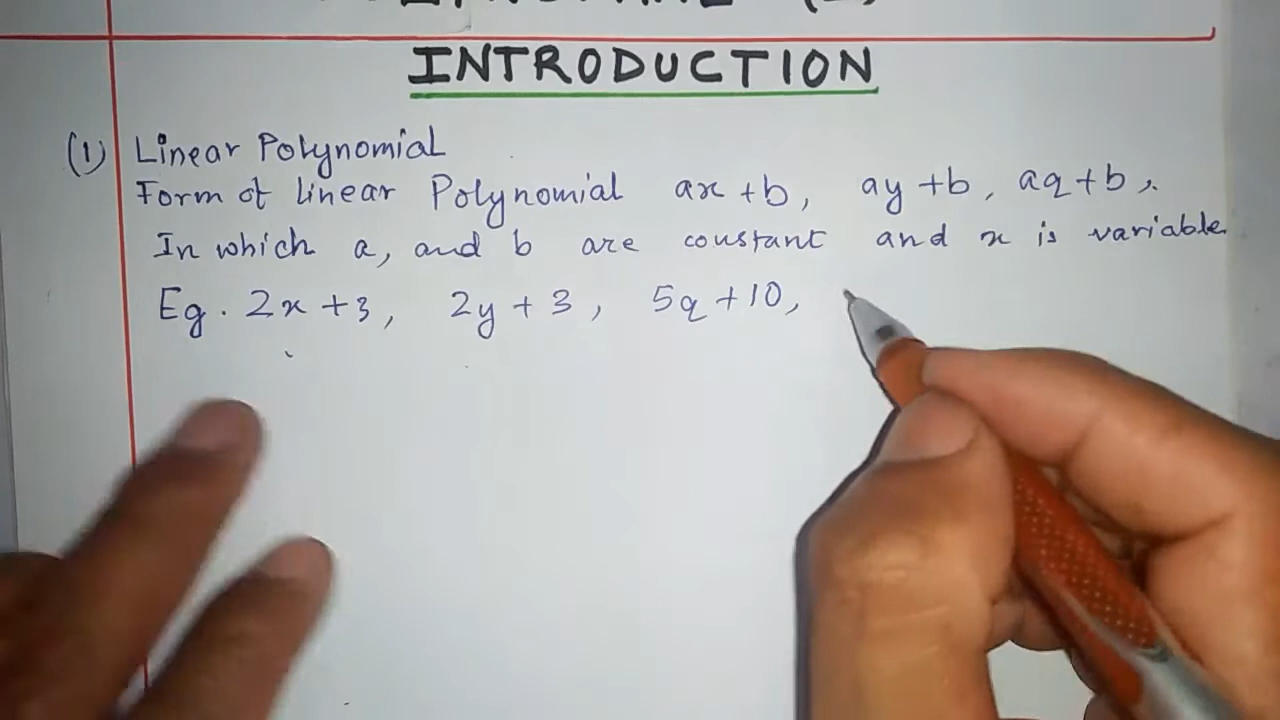 INTRODUCTION
(1) Linear Polynomial
Form of linear Polynomial ax + b, ay + b, aq + b,
In which a, and b are constant and x is variable
Eg. 2x + 3, 2y + 3, 5q + 10,